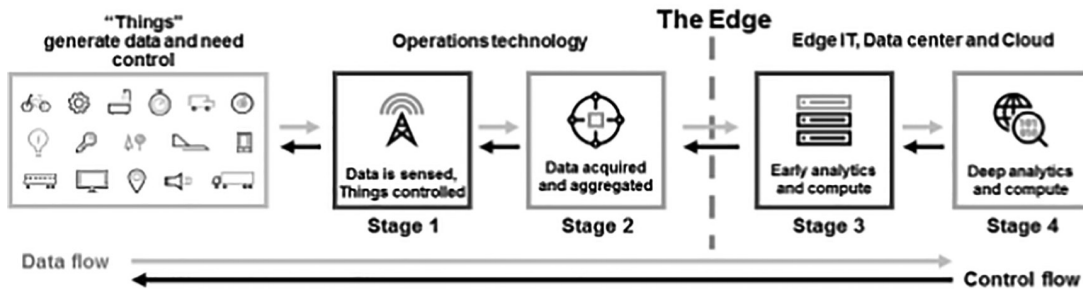 “Things”
generate data and need
control
Operations technology
The Edge
Edge IT, Data center and Cloud
Data is sensed,
Things controlled
Stage 1
Data acquired
and aggregated
Stage 2
Early analytics
and compute
Stage 3
Deep analytics
and compute
Stage 4
Data flow
Control flow